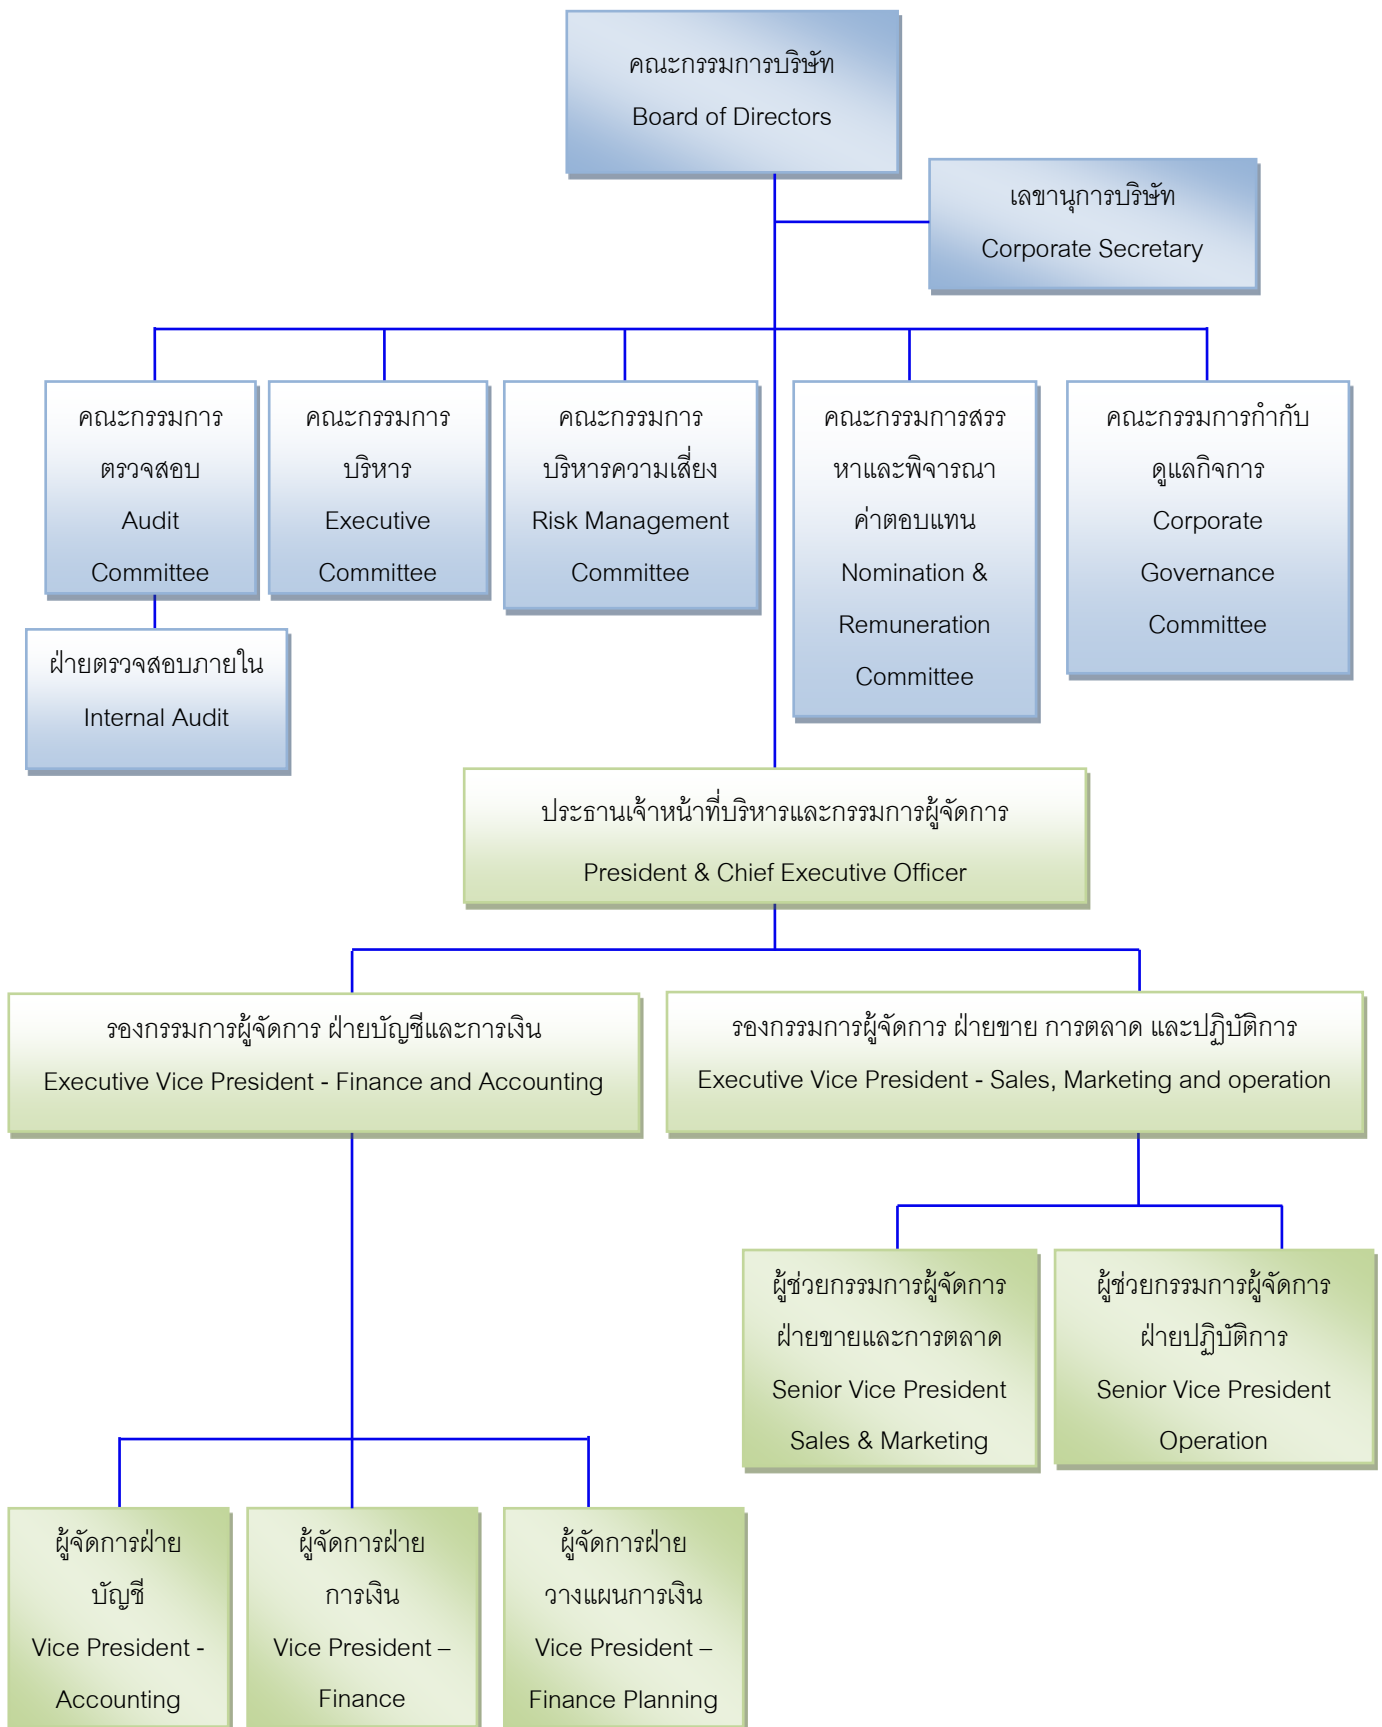 คณะกรรมการบริษัท
Board of Directors
เลขานุการบริษัท
Corporate Secretary
คณะกรรมการ
ตรวจสอบ
Audit
Committee
คณะกรรมการ
บริหาร
Executive
Committee
คณะกรรมการ
บริหารความเสี่ยง
Risk Management
Committee
คณะกรรมการสรร
หาและพิจารณา
ค่าตอบแทน
Nomination &
Remuneration
Committee
คณะกรรมการกำกับ
ดูแลกิจการ
Corporate
Governance
Committee
ฝ่ายตรวจสอบภายใน
Internal Audit
ประธานเจ้าหน้าที่บริหารและกรรมการผู้จัดการ
President & Chief Executive Officer
รองกรรมการผู้จัดการ ฝ่ายบัญชีและการเงิน
Executive Vice President - Finance and Accounting
รองกรรมการผู้จัดการ ฝ่ายขาย การตลาด และปฏิบัติการ
Executive Vice President - Sales, Marketing and operation
ผู้ช่วยกรรมการผู้จัดการ
ฝ่ายขายและการตลาด
Senior Vice President
Sales & Marketing
ผู้ช่วยกรรมการผู้จัดการ
ฝ่ายปฏิบัติการ
Senior Vice President
Operation
ผู้จัดการฝ่าย
บัญชี
Vice President -
Accounting
ผู้จัดการฝ่าย
การเงิน
Vice President –
Finance
ผู้จัดการฝ่าย
วางแผนการเงิน
Vice President –
Finance Planning